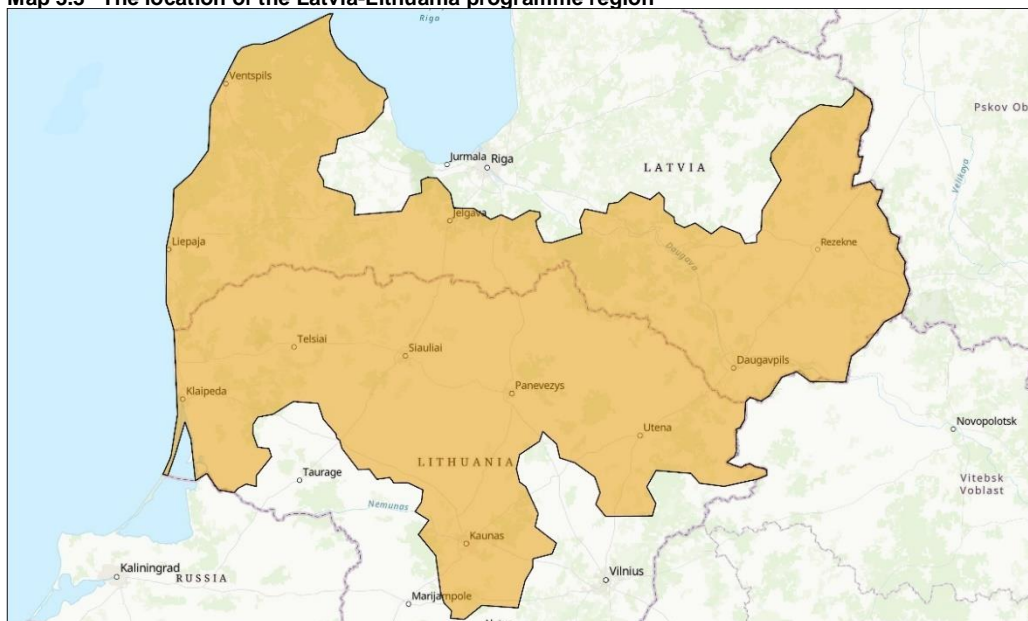 Map 3.3 The location of the Latvia-Lithuania programme region
Riga
Ventspils
Pskov Ob
Jurmala
Riga
LATVIA
Velikaya
Jelgava
Liepaja
Daugava
Rezekne
Telsiai
Siauliai
Daugavpils
Klaipeda
Panevezys
Novopolotsk
Utena
LITHUANIA
Taurage
Vitebsk
Voblast
Nemunas
Kaunas
Kaliningrad
RUSSIA
Vilnius
Marijampole